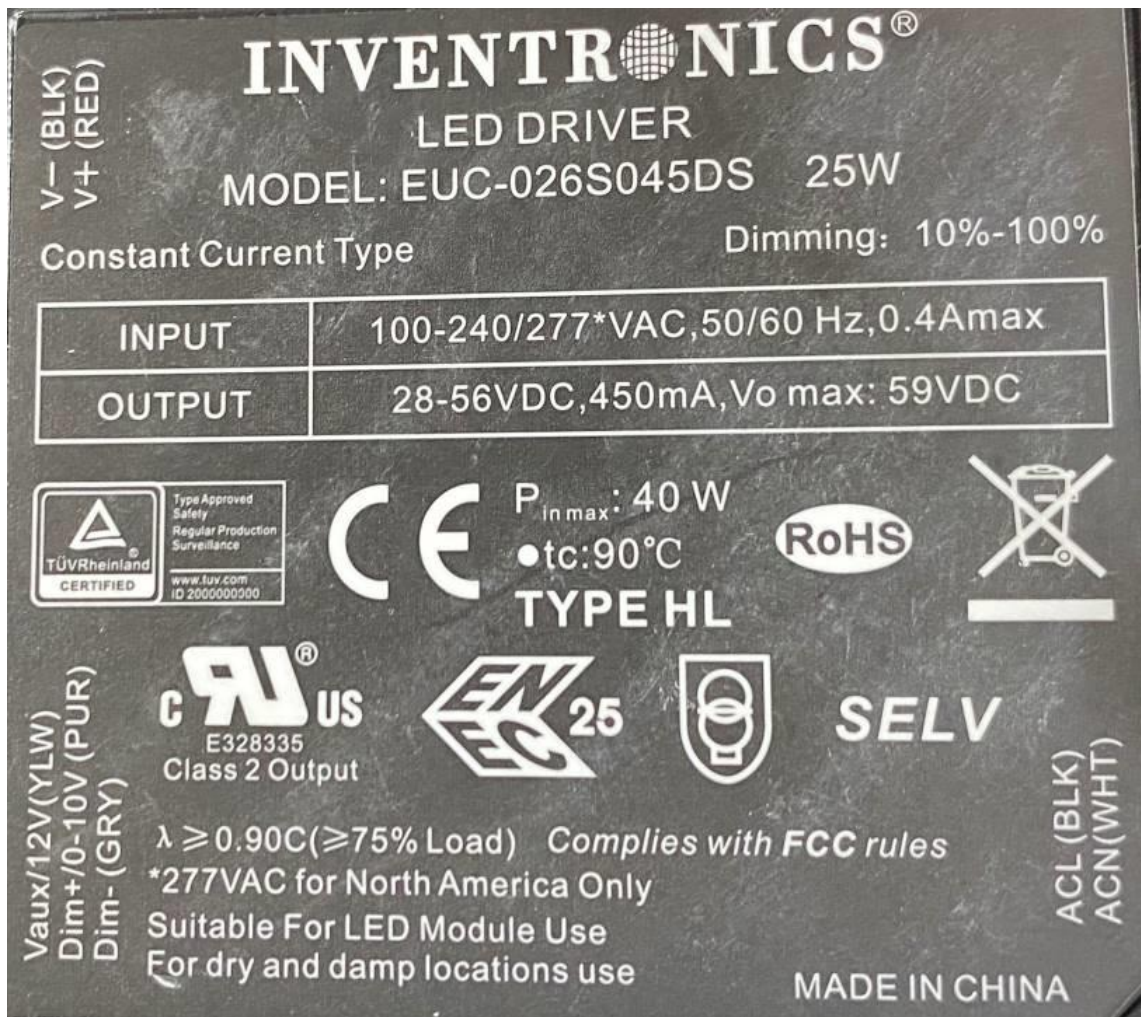 INVENTRONICS®
LED DRIVER
MODEL: EUC-026S045DS 25W
V- (BLK)
V+ (RED)
Constant Current Type
Dimming: 10%-100%
INPUT 100-240/277*VAC,50/60 Hz,0.4Amax
OUTPUT 28-56VDC,450mA,Vo max: 59VDC
TÜVRheinland®
CERTIFIED
Type Approved
Safety
Regular Production
Surveillance
www.tuv.com
ID 2000000000
CE
Pin max: 40 W
●tc:90℃
TYPE HL
RoHS
C RU® US
E328335
Class 2 Output
ENEC 25
SELV
Vaux/12V(YLW)
Dim+/0-10V(PUR)
Dim- (GRY)
ACL(BLK)
ACN(WHT)
λ≥0.90C(≥75% Load) Complies with FCC rules
*277VAC for North America Only
Suitable For LED Module Use
For dry and damp locations use
MADE IN CHINA